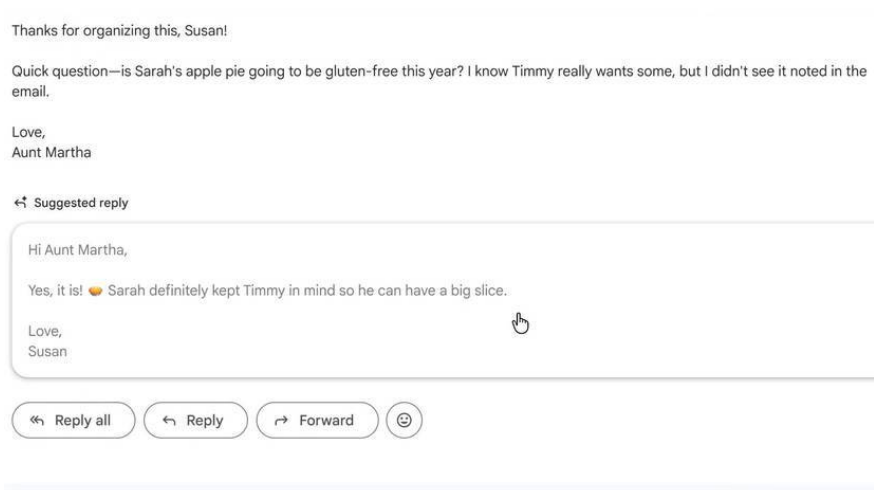 Thanks for organizing this, Susan!
Quick question—is Sarah's apple pie going to be gluten-free this year? I know Timmy really wants some, but I didn't see it noted in the
email.
Love,
Aunt Martha
Suggested reply
Hi Aunt Martha,
Yes, it is! 🥧 Sarah definitely kept Timmy in mind so he can have a big slice.
Love,
Susan
Reply all Reply Forward